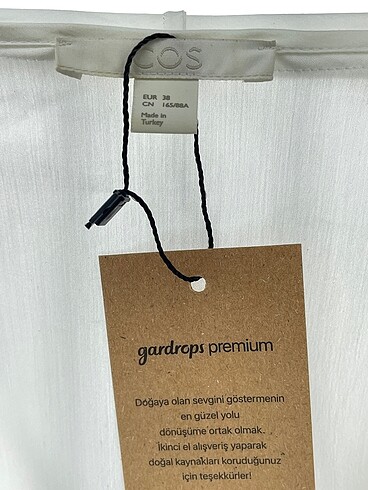 COS
EUR 38
CN 165/88A
Made in
Turkey
gardrops premium
Doğaya olan sevgini göstermenin
en güzel yolu
dönüşüme ortak olmak.
İkinci el alışveriş yaparak
doğal kaynakları koruduğunuz
için teşekkürler!